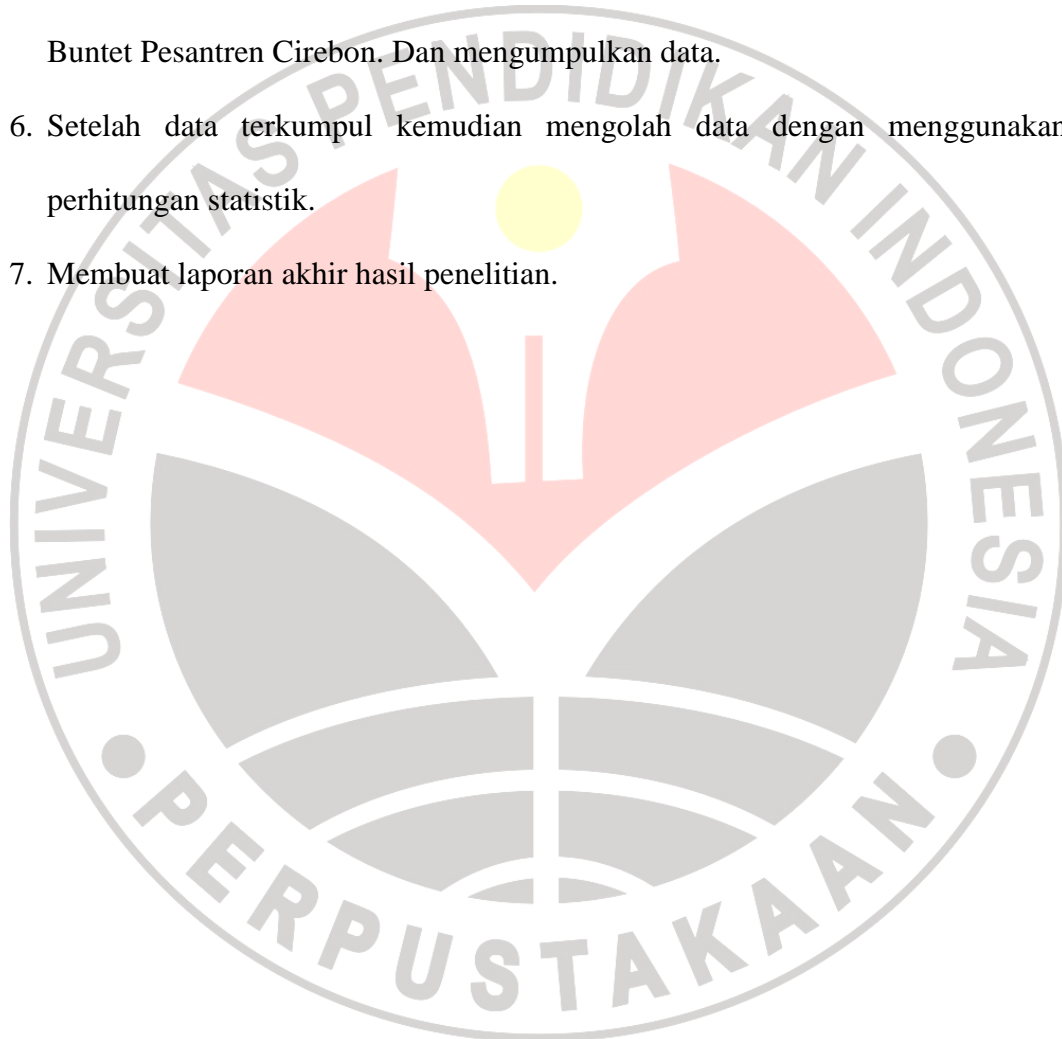 Buntet Pesantren Cirebon. Dan mengumpulkan data.
6. Setelah data terkumpul kemudian mengolah data dengan menggunakan
perhitungan statistik.
7. Membuat laporan akhir hasil penelitian.
UNIVERSITAS PENDIDIKAN INDONESIA
PERPUSTAKAAN